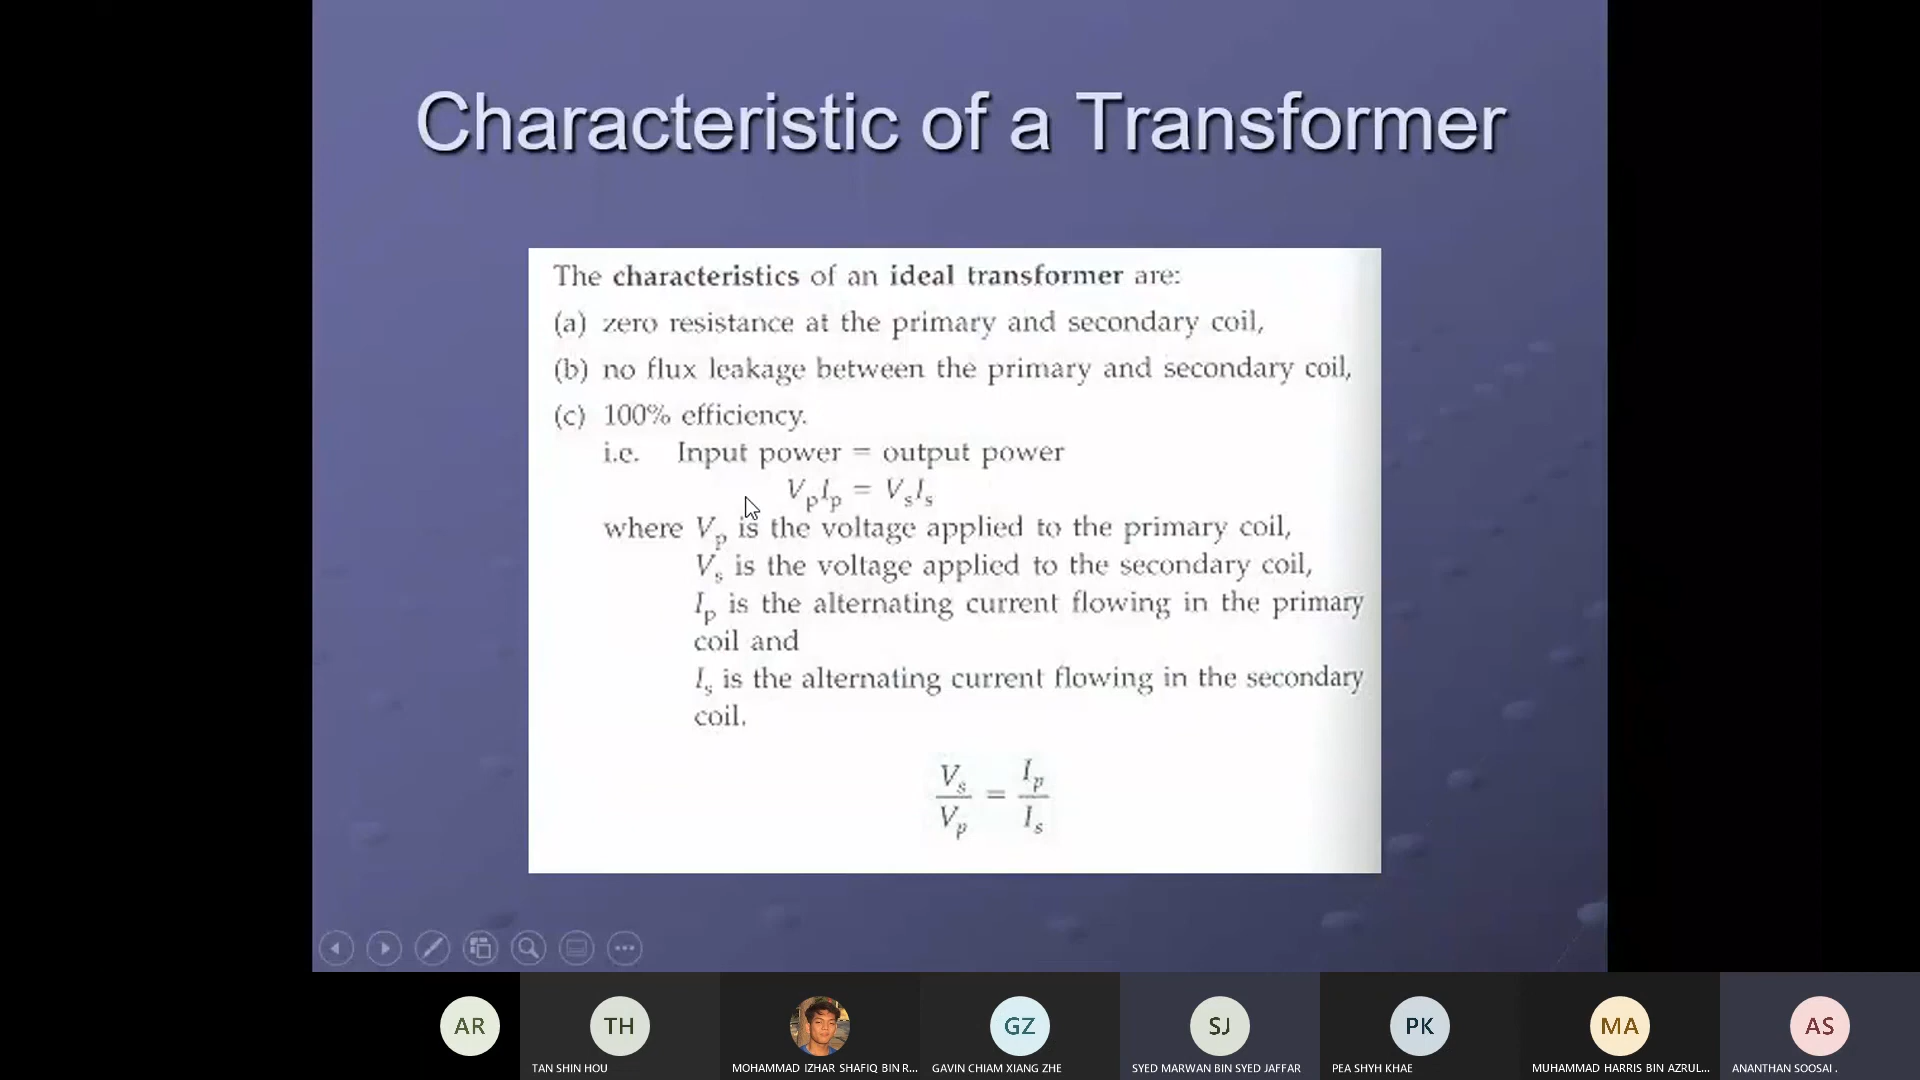 Characteristic of a Transformer
The characteristics of an ideal transformer are:
(a) zero resistance at the primary and secondary coil,
(b) no flux leakage between the primary and secondary coil,
(c) 100% efficiency.
i.e. Input power = output power
VpIp = VsIs
where Vp is the voltage applied to the primary coil,
Vs is the voltage applied to the secondary coil,
Ip is the alternating current flowing in the primary
coil and
Is is the alternating current flowing in the secondary
coil.
Vs/Vp = Ip/Is
AR
TH
GZ
SJ
PK
MA
AS
TAN SHIN HOU
MOHAMMAD IZHAR SHAFIQ BIN R...
GAVIN CHIAM XIANG ZHE
SYED MARWAN BIN SYED JAFFAR
PEA SHYH KHAE
MUHAMMAD HARRIS BIN AZRUL...
ANANTHAN SOOSAI .